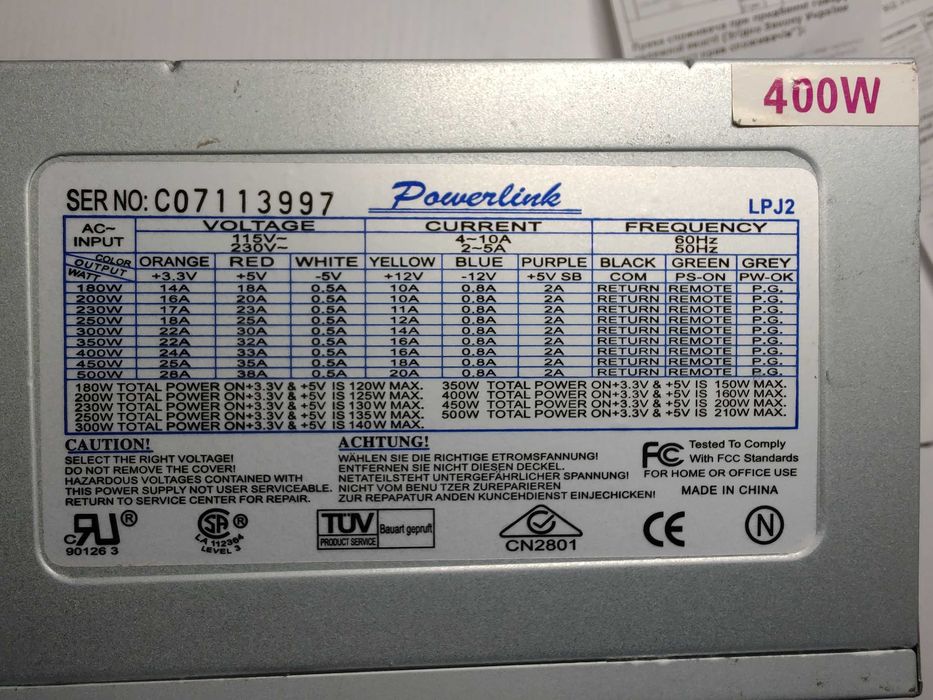 400W
SER NO: C07113997
Powerlink
LPJ2
AC~ INPUT VOLTAGE CURRENT FREQUENCY
115V~ 4~10A 60Hz
230V~ 2~5A 50Hz
COLOR OUTPUT WATT ORANGE RED WHITE YELLOW BLUE PURPLE BLACK GREEN GREY
+3.3V +5V -5V +12V -12V +5V SB COM PS-ON PW-OK
180W 14A 18A 0.5A 10A 0.8A 2A RETURN REMOTE P.G.
200W 16A 20A 0.5A 10A 0.8A 2A RETURN REMOTE P.G.
230W 17A 23A 0.5A 11A 0.8A 2A RETURN REMOTE P.G.
250W 18A 25A 0.5A 12A 0.8A 2A RETURN REMOTE P.G.
300W 22A 30A 0.5A 14A 0.8A 2A RETURN REMOTE P.G.
350W 22A 32A 0.5A 16A 0.8A 2A RETURN REMOTE P.G.
400W 24A 33A 0.5A 16A 0.8A 2A RETURN REMOTE P.G.
450W 25A 35A 0.5A 18A 0.8A 2A RETURN REMOTE P.G.
500W 28A 38A 0.5A 20A 0.8A 2A RETURN REMOTE P.G.
180W TOTAL POWER ON+3.3V & +5V IS 120W MAX.
200W TOTAL POWER ON+3.3V & +5V IS 125W MAX.
230W TOTAL POWER ON+3.3V & +5V IS 130W MAX.
250W TOTAL POWER ON+3.3V & +5V IS 135W MAX.
300W TOTAL POWER ON+3.3V & +5V IS 140W MAX.
350W TOTAL POWER ON+3.3V & +5V IS 150W MAX.
400W TOTAL POWER ON+3.3V & +5V IS 160W MAX.
450W TOTAL POWER ON+3.3V & +5V IS 200W MAX.
500W TOTAL POWER ON+3.3V & +5V IS 210W MAX.
CAUTION!
SELECT THE RIGHT VOLTAGE!
DO NOT REMOVE THE COVER!
HAZARDOUS VOLTAGES CONTAINED WITH
THIS POWER SUPPLY NOT USER SERVICEABLE.
RETURN TO SERVICE CENTER FOR REPAIR.
ACHTUNG!
WÄHLEN SIE DIE RICHTIGE ETROMSFANNUNG!
ENTFERNEN SIE NICHT DIESEN DECKEL.
NETATEILSTEHT UNTERGEFÄHRLICHER SPANNUNG!
NICHT VOM BENU TZER ZUREPARIEREN
ZUR REPAPATUR ANDEN KUNCEHDIENST EINJECHICKEN!
FC Tested To Comply
With FCC Standards
FOR HOME OR OFFICE USE
MADE IN CHINA
C RU ®
90126 3
SA ®
LA 112364
LEVEL 3
TUV
PRODUCT SERVICE
Bauart gepruft
CN2801
CE
N